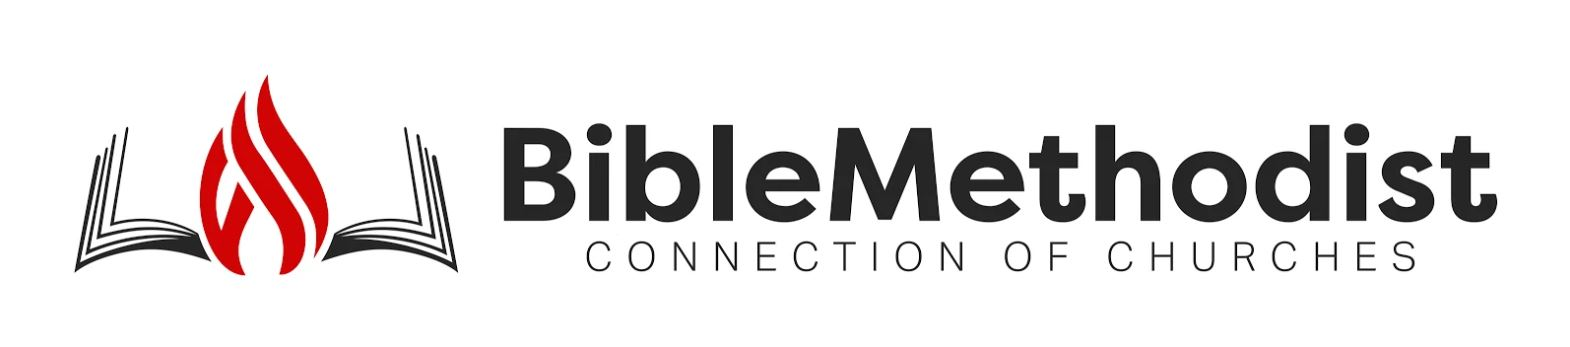 BibleMethodist
CONNECTION OF CHURCHES